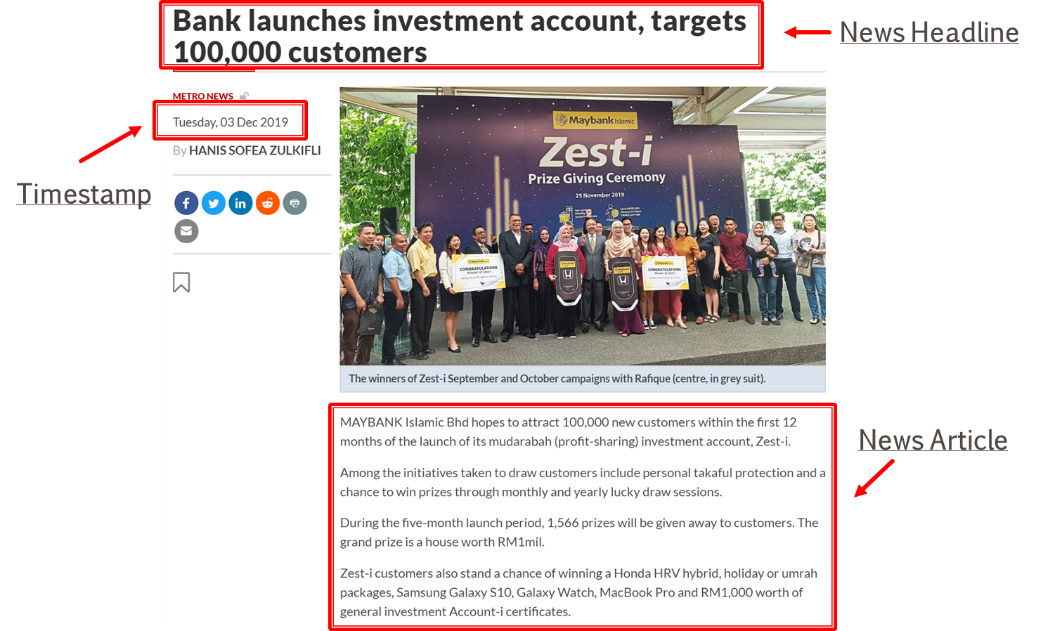 Bank launches investment account, targets
100,000 customers
News Headline
METRO NEWS
Tuesday, 03 Dec 2019
By HANIS SOFEA ZULKIFLI
Timestamp
Maybank Islamic
Zest-i
Prize Giving Ceremony
25 November 2019
CONGRATULATIONS
CONGRATULATIONS
The winners of Zest-i September and October campaigns with Rafique (centre, in grey suit).
MAYBANK Islamic Bhd hopes to attract 100,000 new customers within the first 12
months of the launch of its mudarabah (profit-sharing) investment account, Zest-i.
Among the initiatives taken to draw customers include personal takaful protection and a
chance to win prizes through monthly and yearly lucky draw sessions.
During the five-month launch period, 1,566 prizes will be given away to customers. The
grand prize is a house worth RM1mil.
Zest-i customers also stand a chance of winning a Honda HRV hybrid, holiday or umrah
packages, Samsung Galaxy S10, Galaxy Watch, MacBook Pro and RM1,000 worth of
general investment Account-i certificates.
News Article